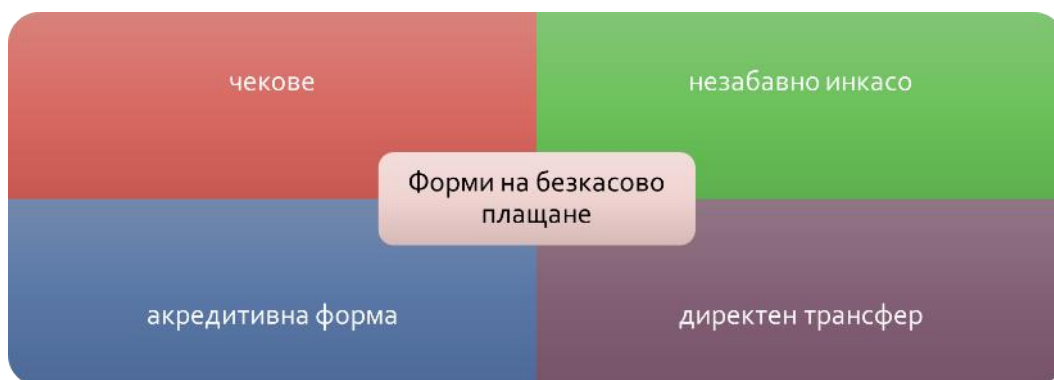 чекове
незабавно инкасо
Форми на безкасово
плащане
акредитивна форма
директен трансфер